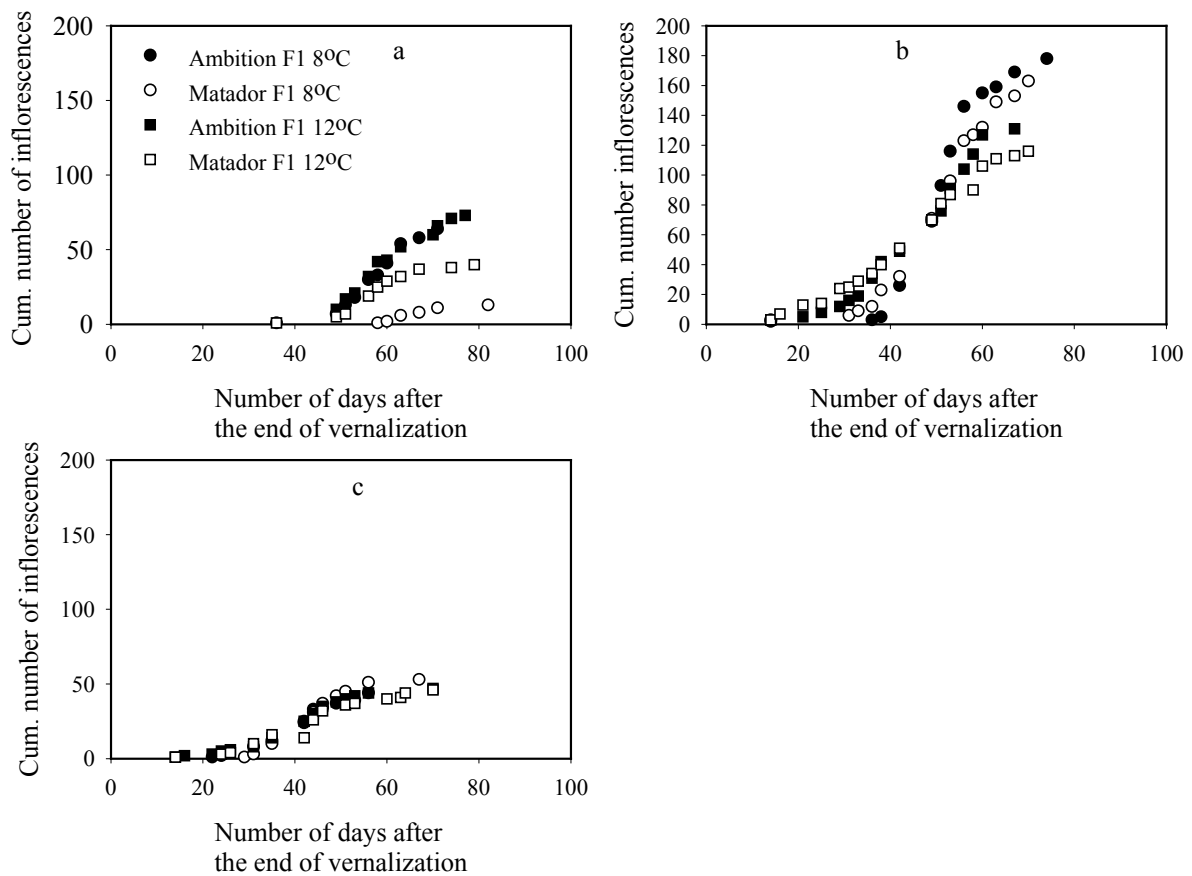 200
150
100
50
0
Cum. number of inflorescences
Ambition F1 8ºC
Matador F1 8ºC
Ambition F1 12ºC
Matador F1 12ºC
a
0 20 40 60 80 100
Number of days after
the end of vernalization
200
180
160
140
120
100
80
60
40
20
0
Cum. number inflorescences
b
0 20 40 60 80 100
Number of days after
the end of vernalization
200
150
100
50
0
Cum. number of inflorescences
c
0 20 40 60 80 100
Number of days after
the end of vernalization